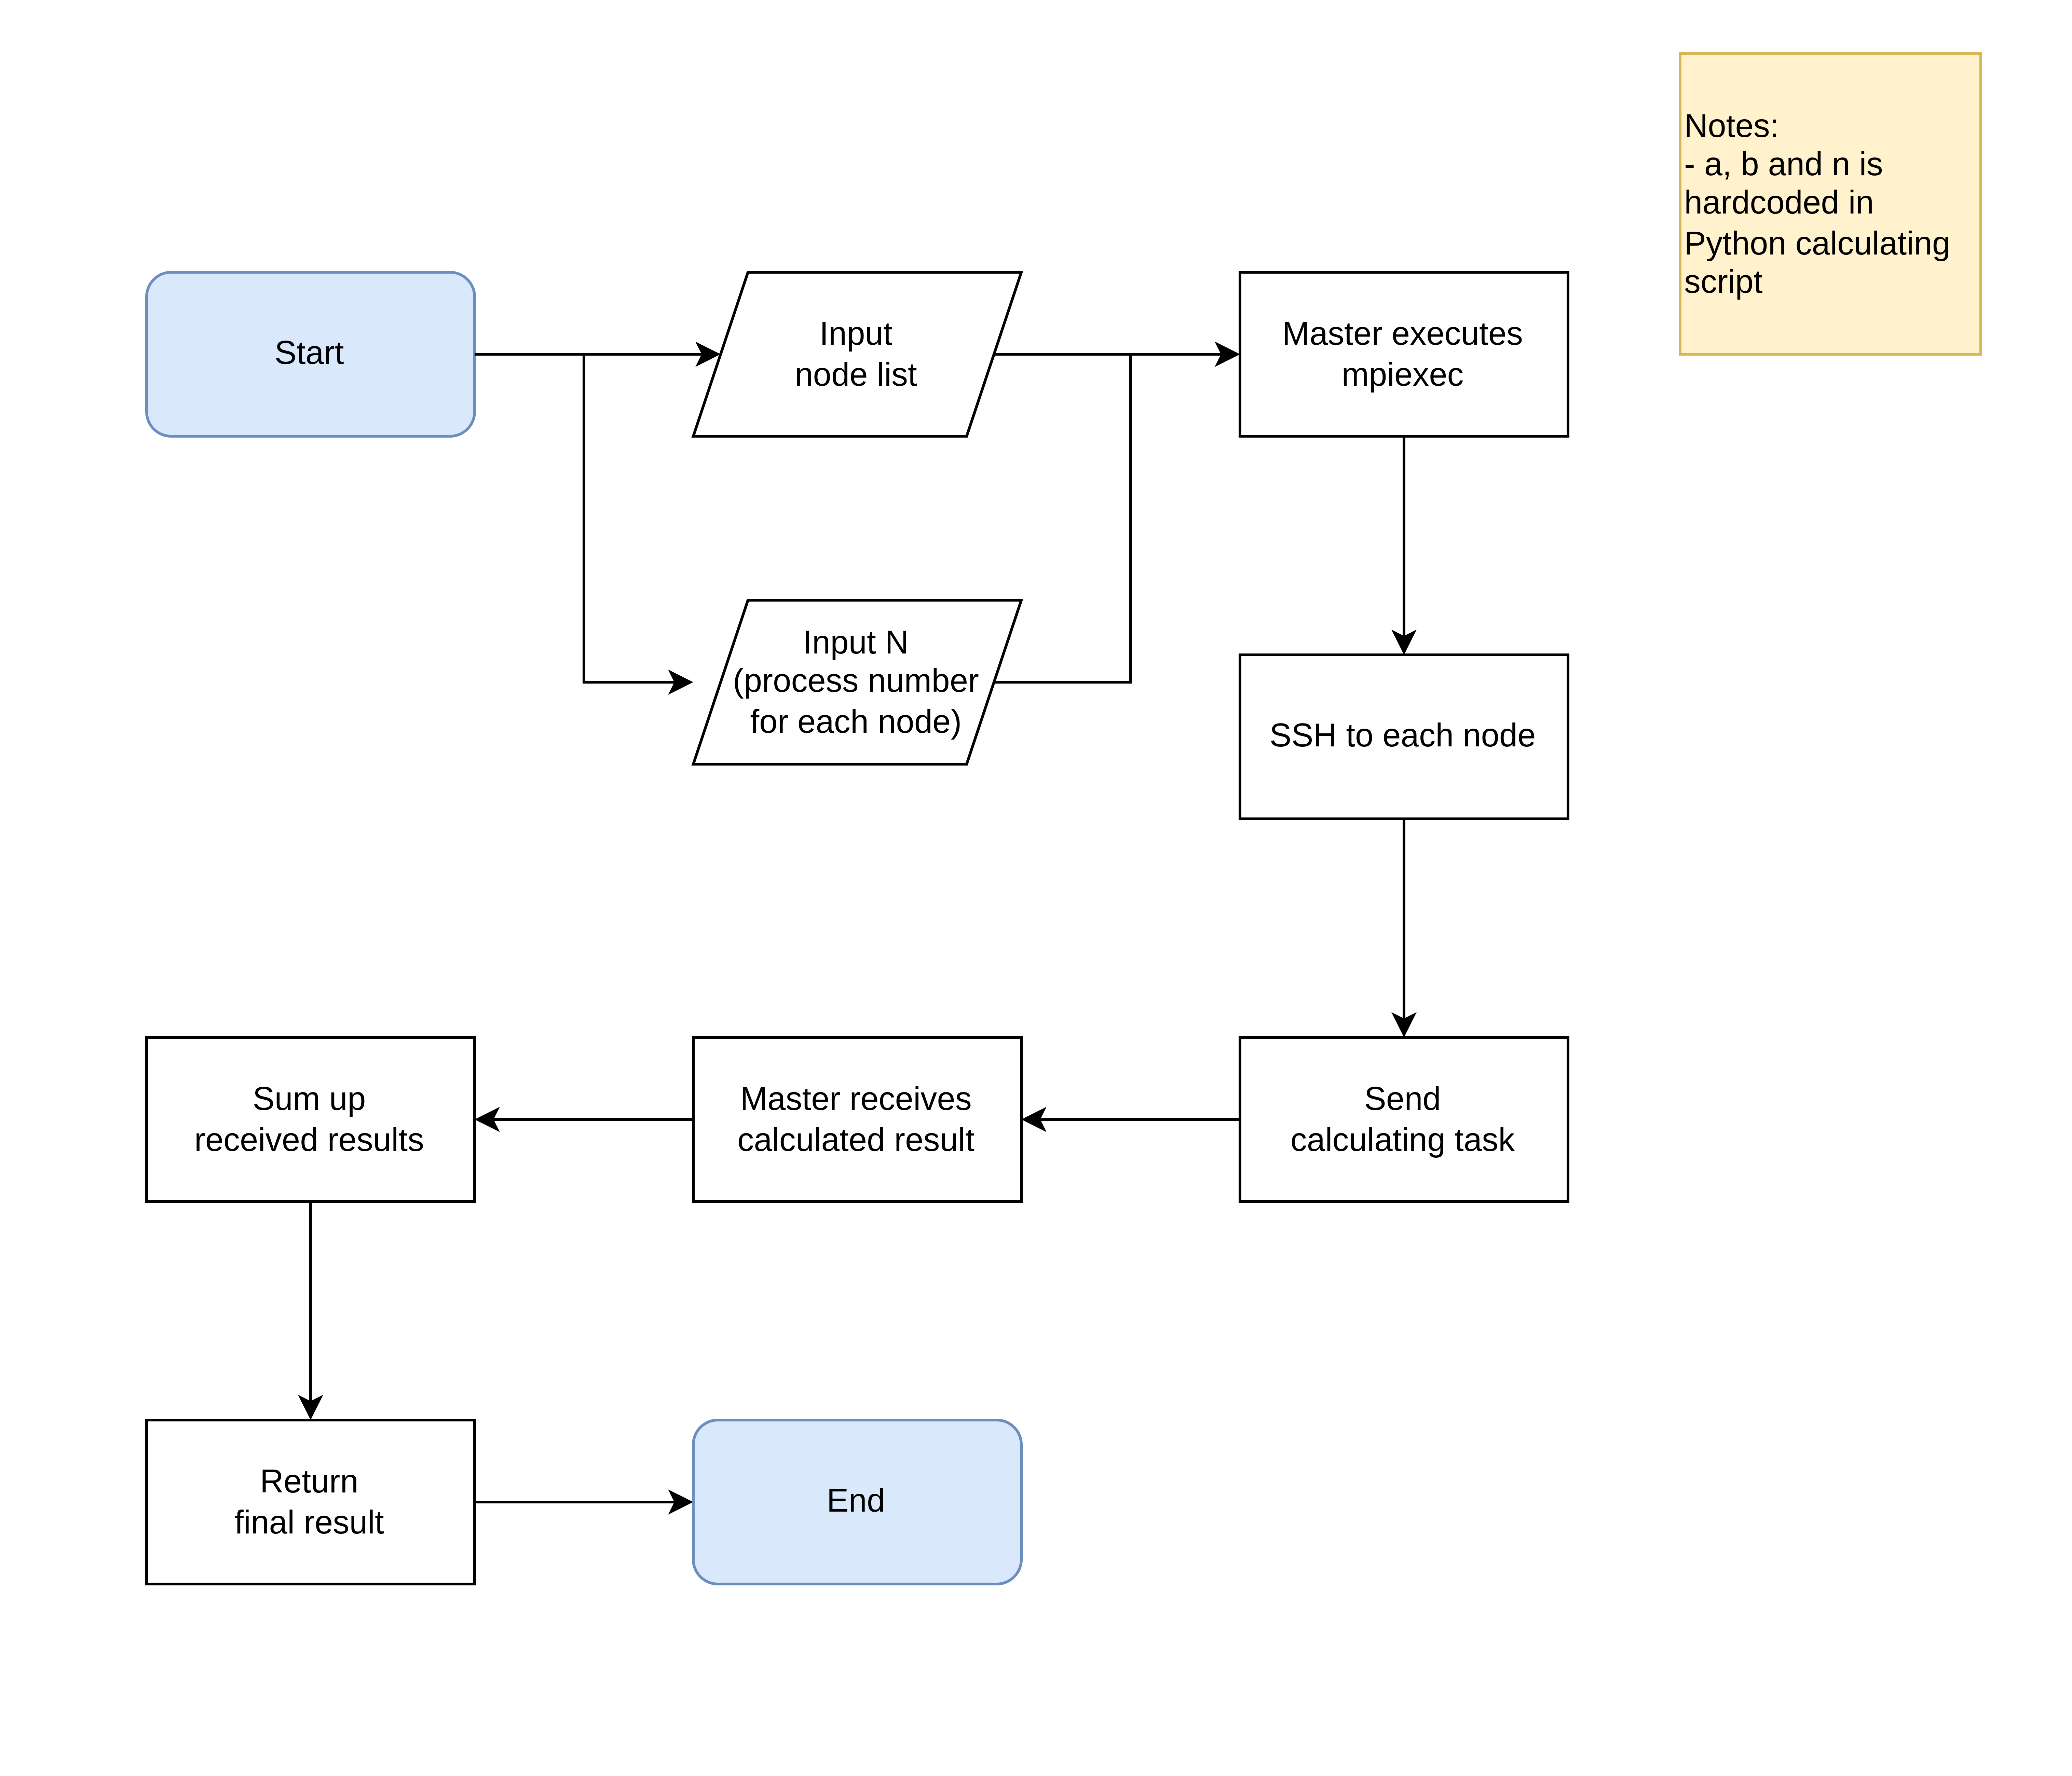 Notes:
- a, b and n is
hardcoded in
Python calculating
script
Start
Input
node list
Master executes
mpiexec
Input N
(process number
for each node)
SSH to each node
Sum up
received results
Master receives
calculated result
Send
calculating task
Return
final result
End